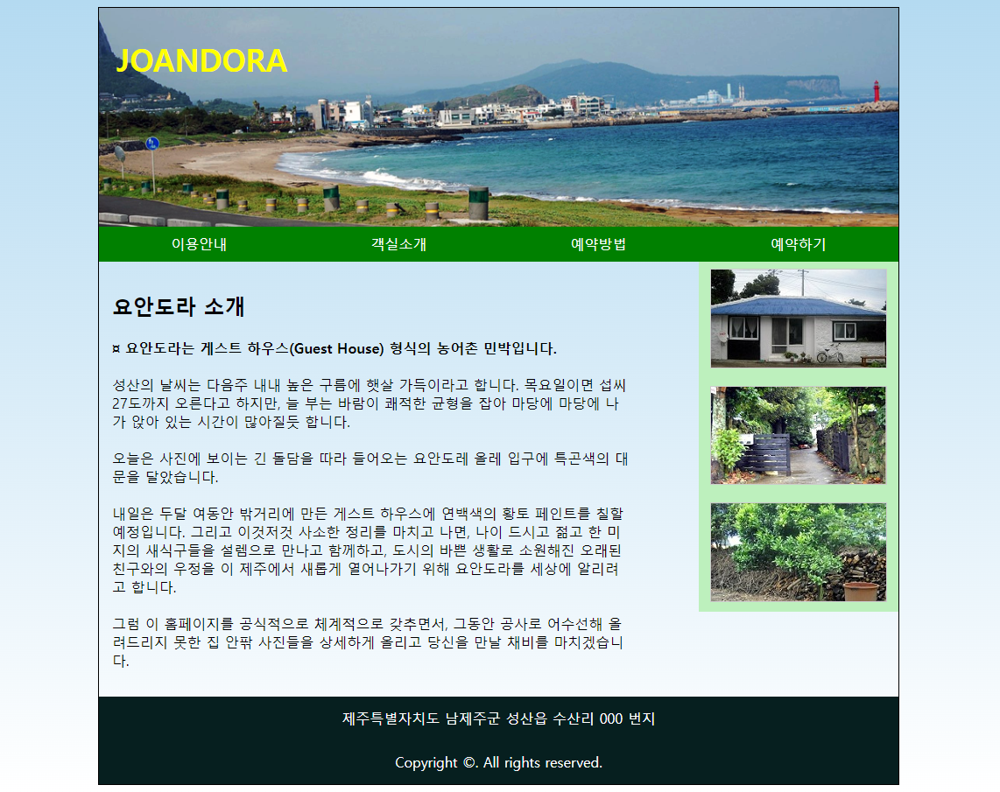 JOANDORA
이용안내 객실소개 예약방법 예약하기
요안도라 소개
¤ 요안도라는 게스트 하우스(Guest House) 형식의 농어촌 민박입니다.
성산의 날씨는 다음주 내내 높은 구름에 햇살 가득이라고 합니다. 목요일이면 섭씨
27도까지 오른다고 하지만, 늘 부는 바람이 쾌적한 균형을 잡아 마당에 마당에 나
가 앉아 있는 시간이 많아질듯 합니다.
오늘은 사진에 보이는 긴 돌담을 따라 들어오는 요안도레 올레 입구에 특곤색의 대
문을 달았습니다.
내일은 두달 여동안 밖거리에 만든 게스트 하우스에 연백색의 황토 페인트를 칠할
예정입니다. 그리고 이것저것 사소한 정리를 마치고 나면, 나이 드시고 젊고 한 미
지의 새식구들을 설렘으로 만나고 함께하고, 도시의 바쁜 생활로 소원해진 오래된
친구와의 우정을 이 제주에서 새롭게 열어나가기 위해 요안도라를 세상에 알리려
고 합니다.
그럼 이 홈페이지를 공식적으로 체계적으로 갖추면서, 그동안 공사로 어수선해 올
려드리지 못한 집 안팎 사진들을 상세하게 올리고 당신을 만날 채비를 마치겠습니
다.
제주특별자치도 남제주군 성산읍 수산리 000 번지
Copyright ©. All rights reserved.